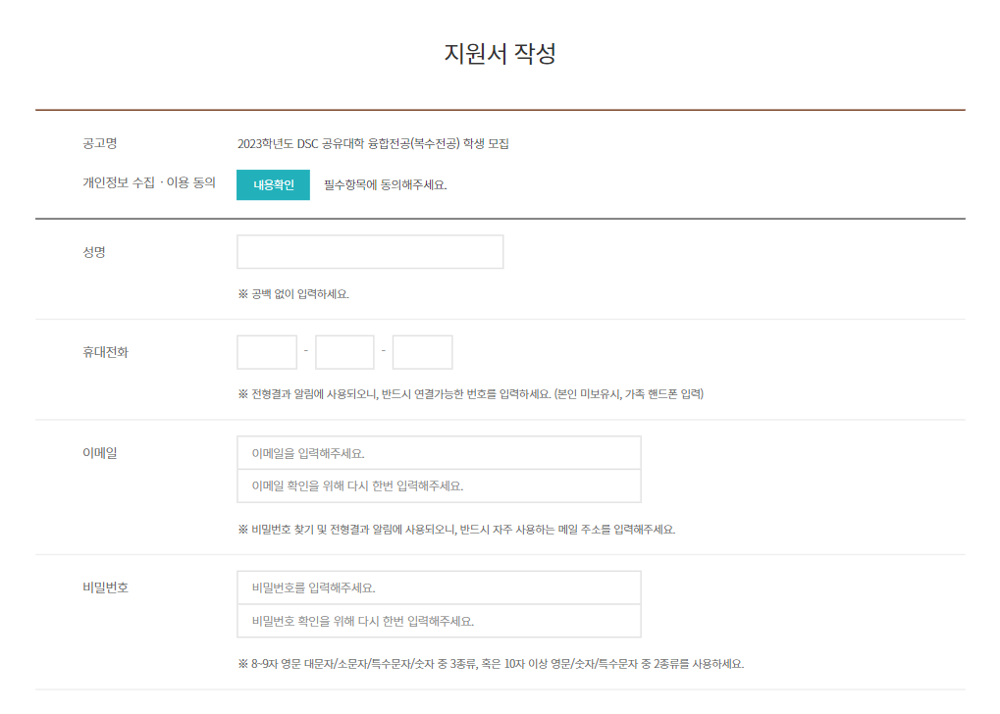 지원서 작성
공고명 2023학년도 DSC 공유대학 융합전공(복수전공) 학생 모집
개인정보 수집 · 이용 동의 내용확인 필수항목에 동의해주세요.
성명
※ 공백 없이 입력하세요.
휴대전화 - -
※ 전형결과 알림에 사용되오니, 반드시 연결가능한 번호를 입력하세요. (본인 미보유시, 가족 핸드폰 입력)
이메일 이메일을 입력해주세요.
이메일 확인을 위해 다시 한번 입력해주세요.
※ 비밀번호 찾기 및 전형결과 알림에 사용되오니, 반드시 자주 사용하는 메일 주소를 입력해주세요.
비밀번호 비밀번호를 입력해주세요.
비밀번호 확인을 위해 다시 한번 입력해주세요.
※ 8~9자 영문 대문자/소문자/특수문자/숫자 중 3종류, 혹은 10자 이상 영문/숫자/특수문자 중 2종류를 사용하세요.